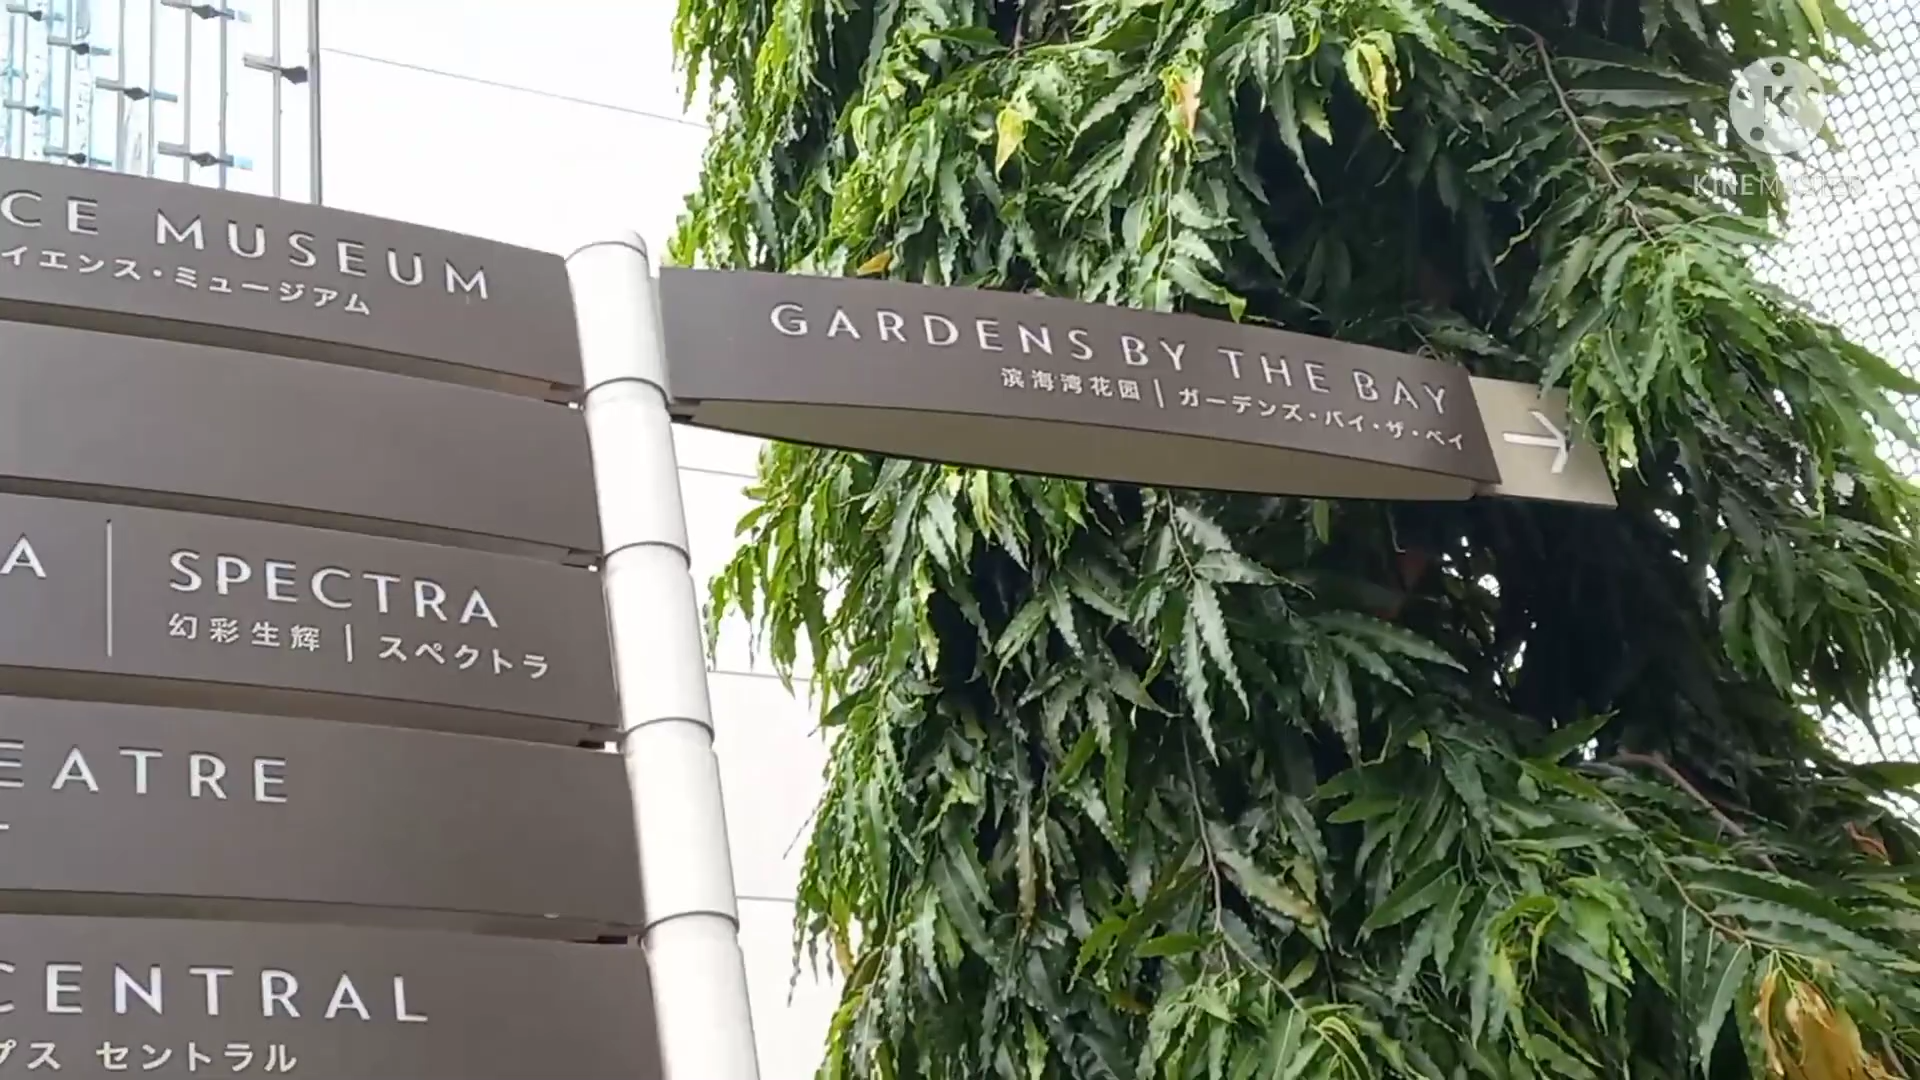 CE MUSEUM
イエンス・ミュージアム
GARDENS BY THE BAY
滨海湾花园 | ガーデンズ・バイ・ザ・ベイ
→
A | SPECTRA
幻彩生辉 | スペクトラ
EATRE
CENTRAL
プス セントラル
K
KINEMASTER